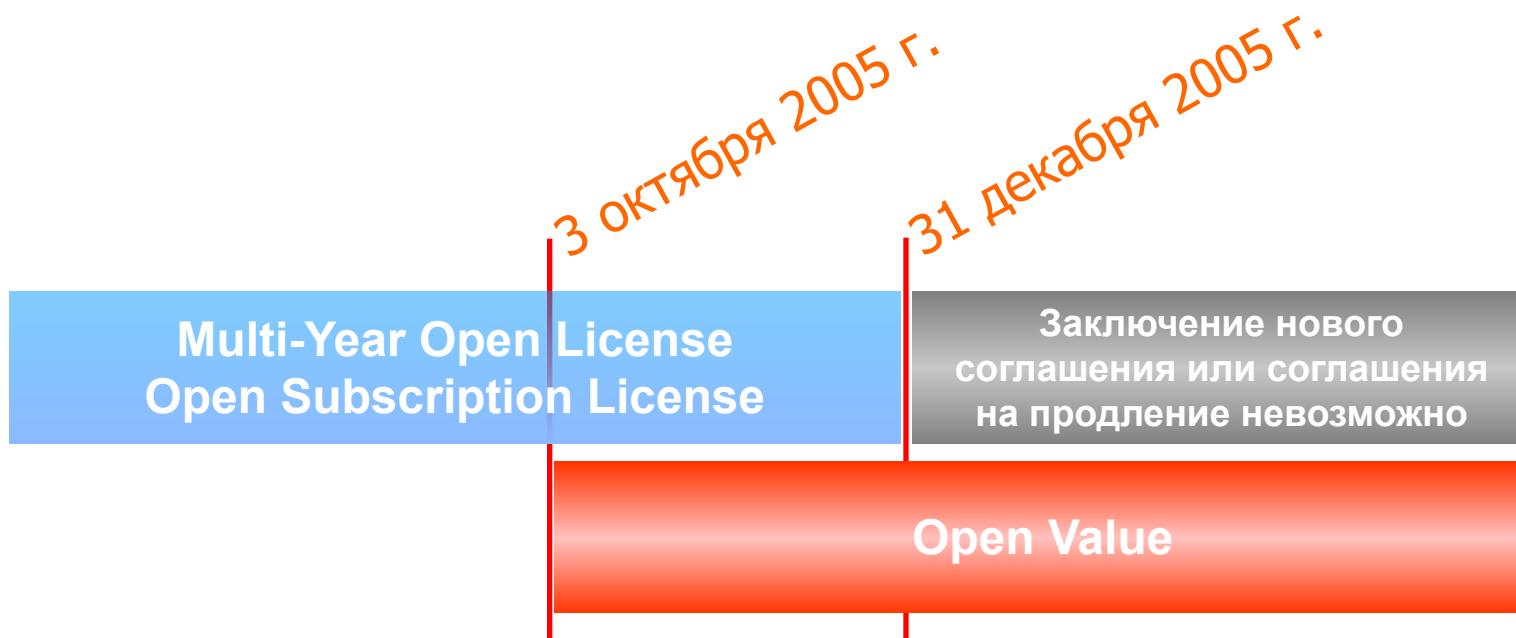 3 октября 2005 г.
31 декабря 2005 г.
Multi-Year Open License
Open Subscription License
Заключение нового
соглашения или соглашения
на продление невозможно
Open Value